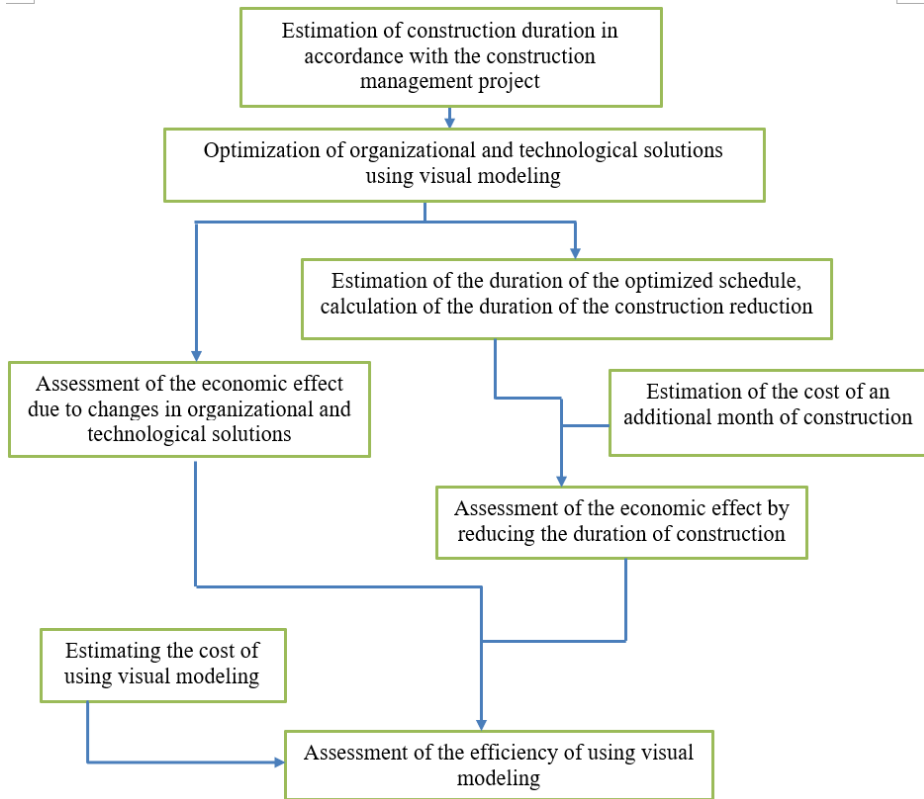 Estimation of construction duration in
accordance with the construction
management project
Optimization of organizational and technological solutions
using visual modeling
Estimation of the duration of the optimized schedule,
calculation of the duration of the construction reduction
Assessment of the economic effect
due to changes in organizational and
technological solutions
Estimation of the cost of an
additional month of construction
Assessment of the economic effect by
reducing the duration of construction
Estimating the cost of
using visual modeling
Assessment of the efficiency of using visual
modeling